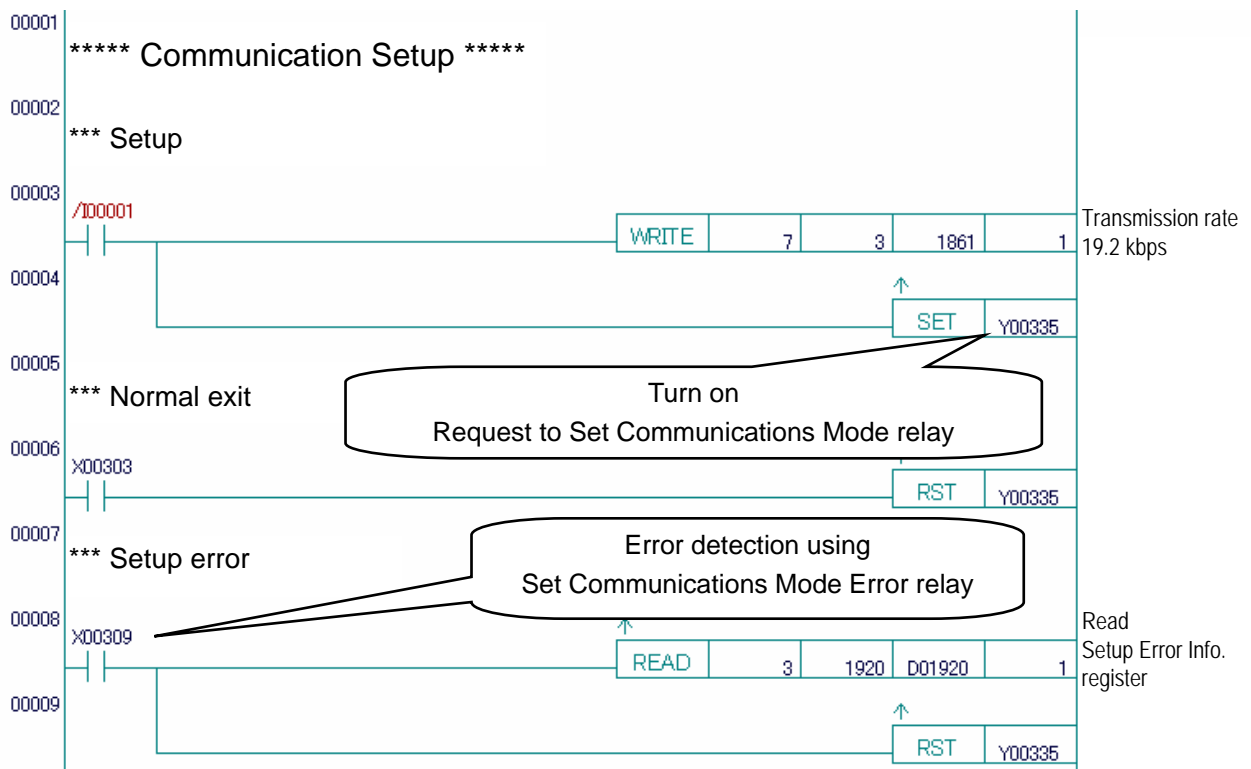 00001
***** Communication Setup *****
00002
*** Setup
00003
/I00001
WRITE 7 3 1861 1
Transmission rate
19.2 kbps
00004
↑
SET Y00335
00005
*** Normal exit
Turn on
Request to Set Communications Mode relay
00006
X00303
RST Y00335
00007
*** Setup error
Error detection using
Set Communications Mode Error relay
00008
X00309
↑
READ 3 1920 D01920 1
Read
Setup Error Info.
register
00009
↑
RST Y00335